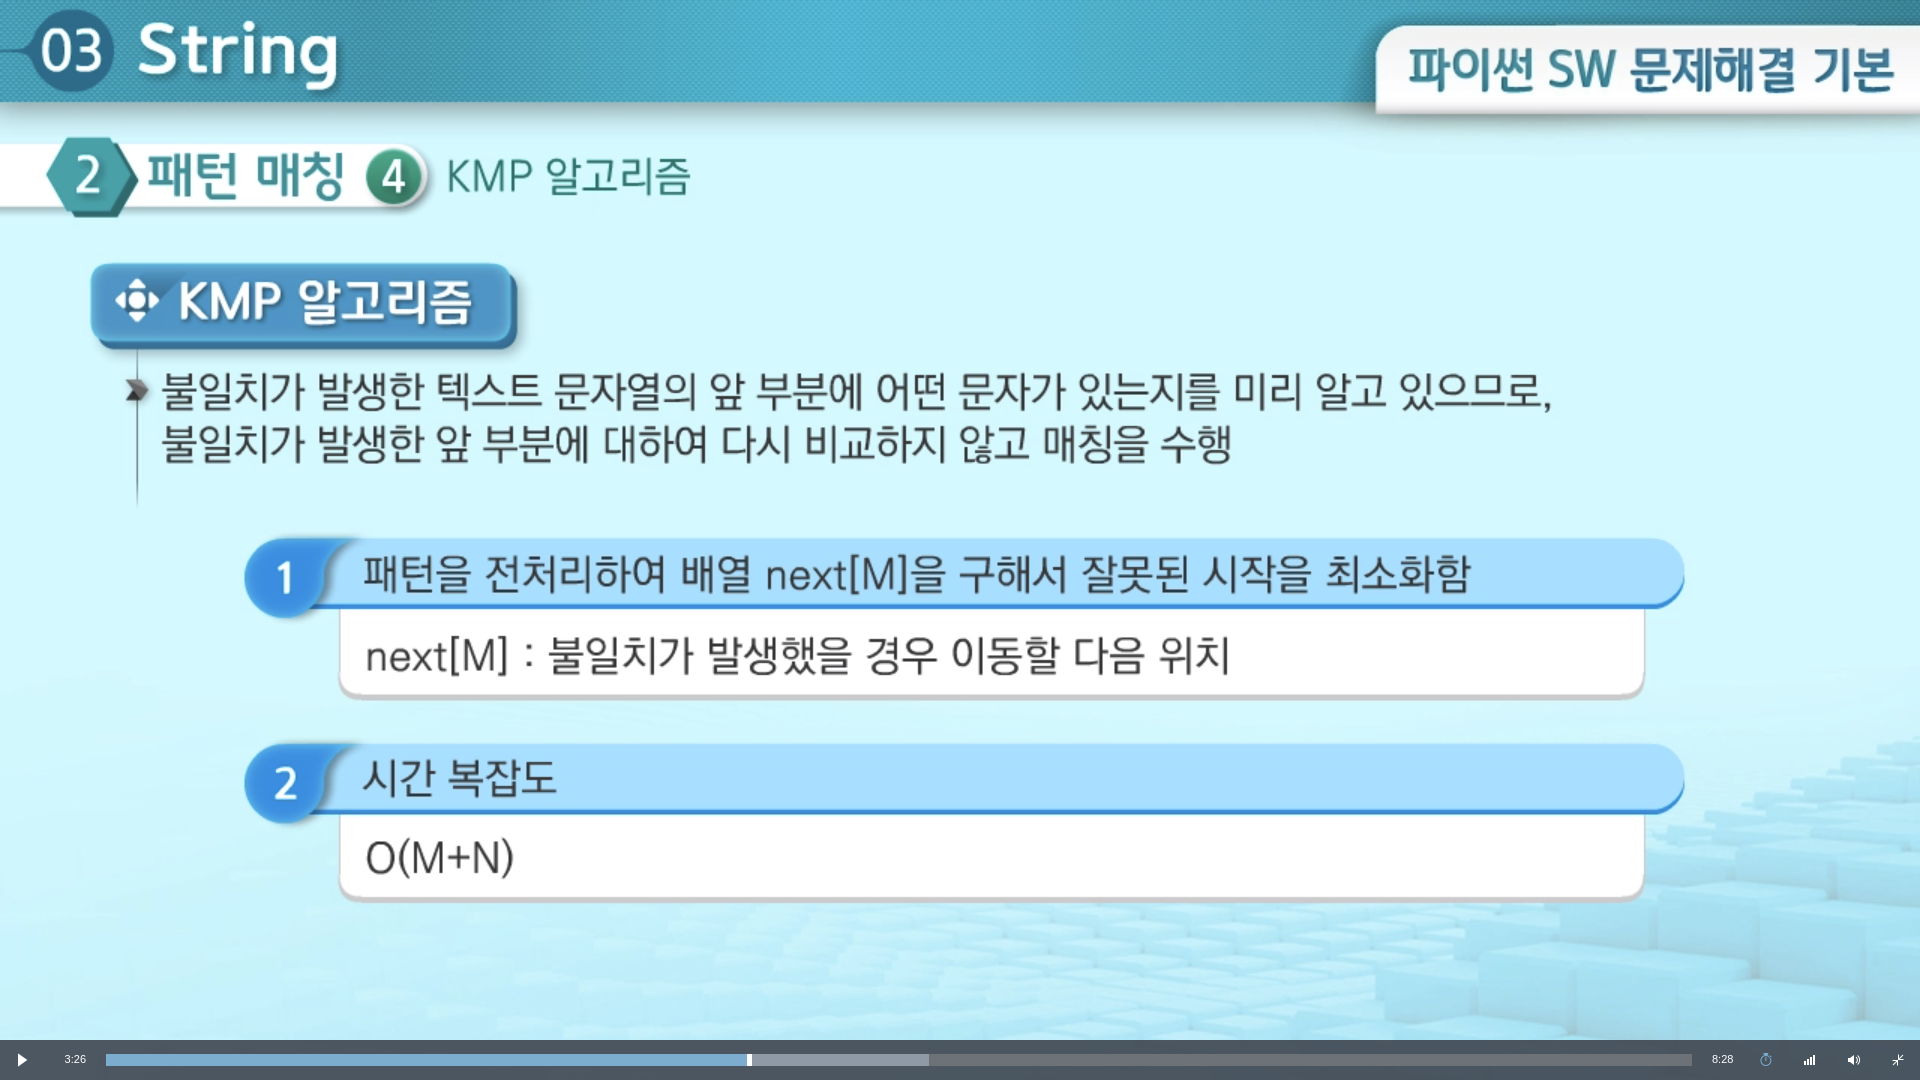 03 String
파이썬 SW 문제해결 기본
2 패턴 매칭 4 KMP 알고리즘
KMP 알고리즘
불일치가 발생한 텍스트 문자열의 앞 부분에 어떤 문자가 있는지를 미리 알고 있으므로,
불일치가 발생한 앞 부분에 대하여 다시 비교하지 않고 매칭을 수행
1 패턴을 전처리하여 배열 next[M]을 구해서 잘못된 시작을 최소화함
next[M] : 불일치가 발생했을 경우 이동할 다음 위치
2 시간 복잡도
O(M+N)
3:26 8:28